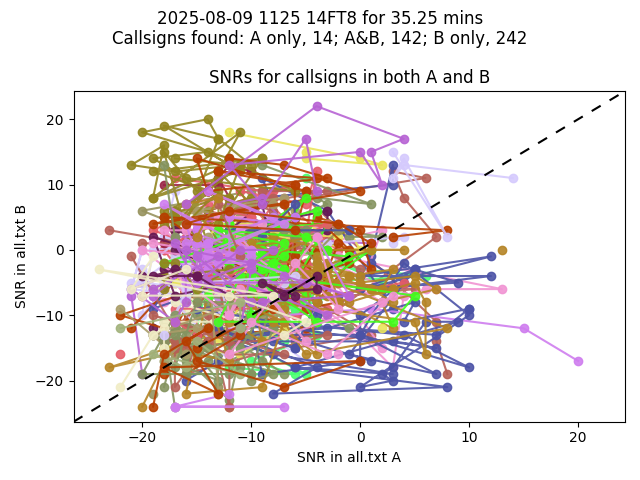 2025-08-09 1125 14FT8 for 35.25 mins
Callsigns found: A only, 14; A&B, 142; B only, 242
SNRs for callsigns in both A and B
SNR in all.txt B
20
10
0
−10
−20
−20
−10
0
10
20
SNR in all.txt A